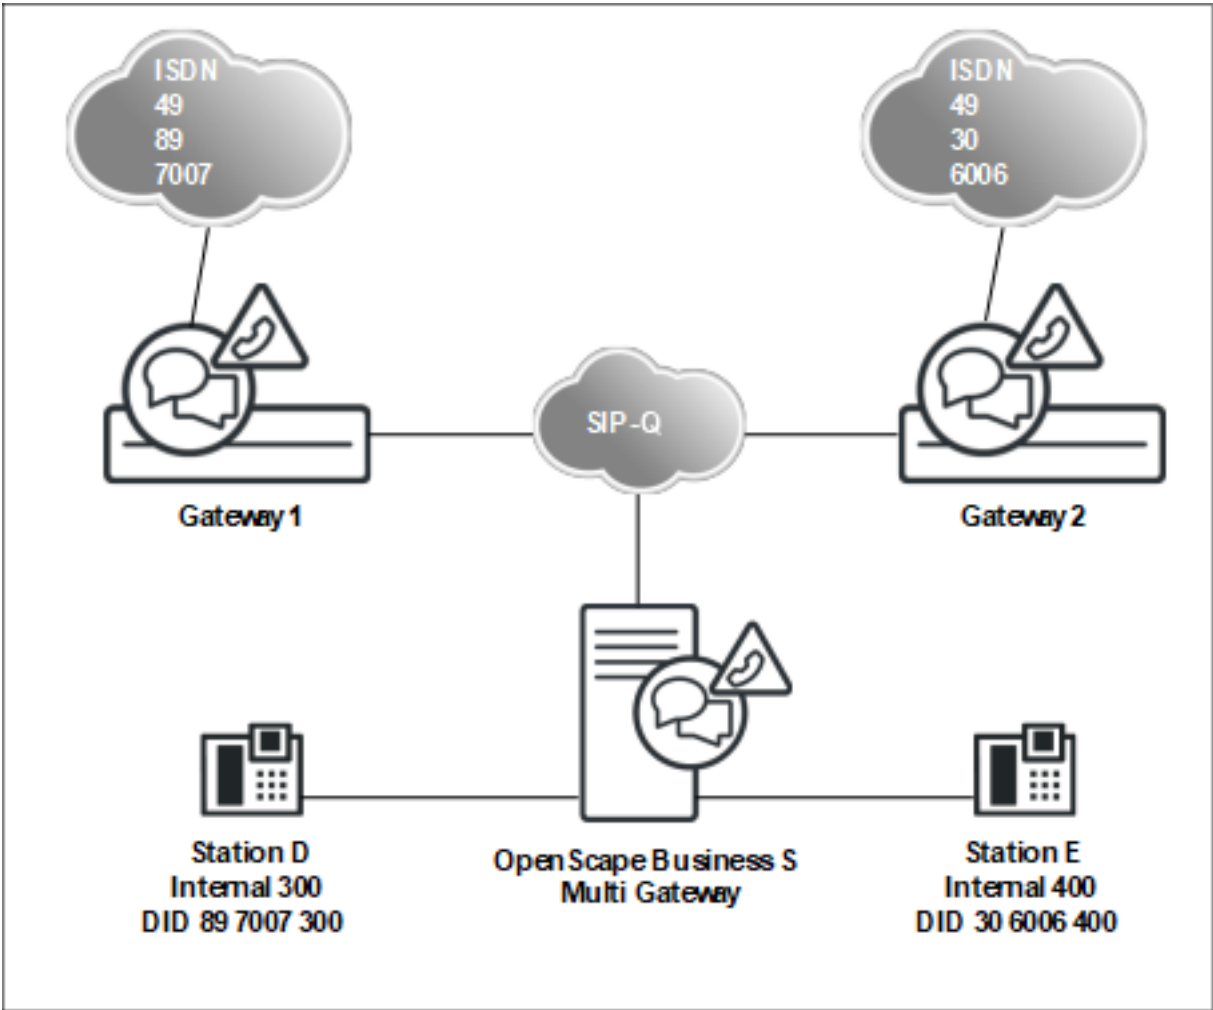 ISDN
49
89
7007
ISDN
49
30
6006
SIP-Q
Gateway 1
Gateway 2
Station D
Internal 300
DID 89 7007 300
OpenScape Business S
Multi Gateway
Station E
Internal 400
DID 30 6006 400